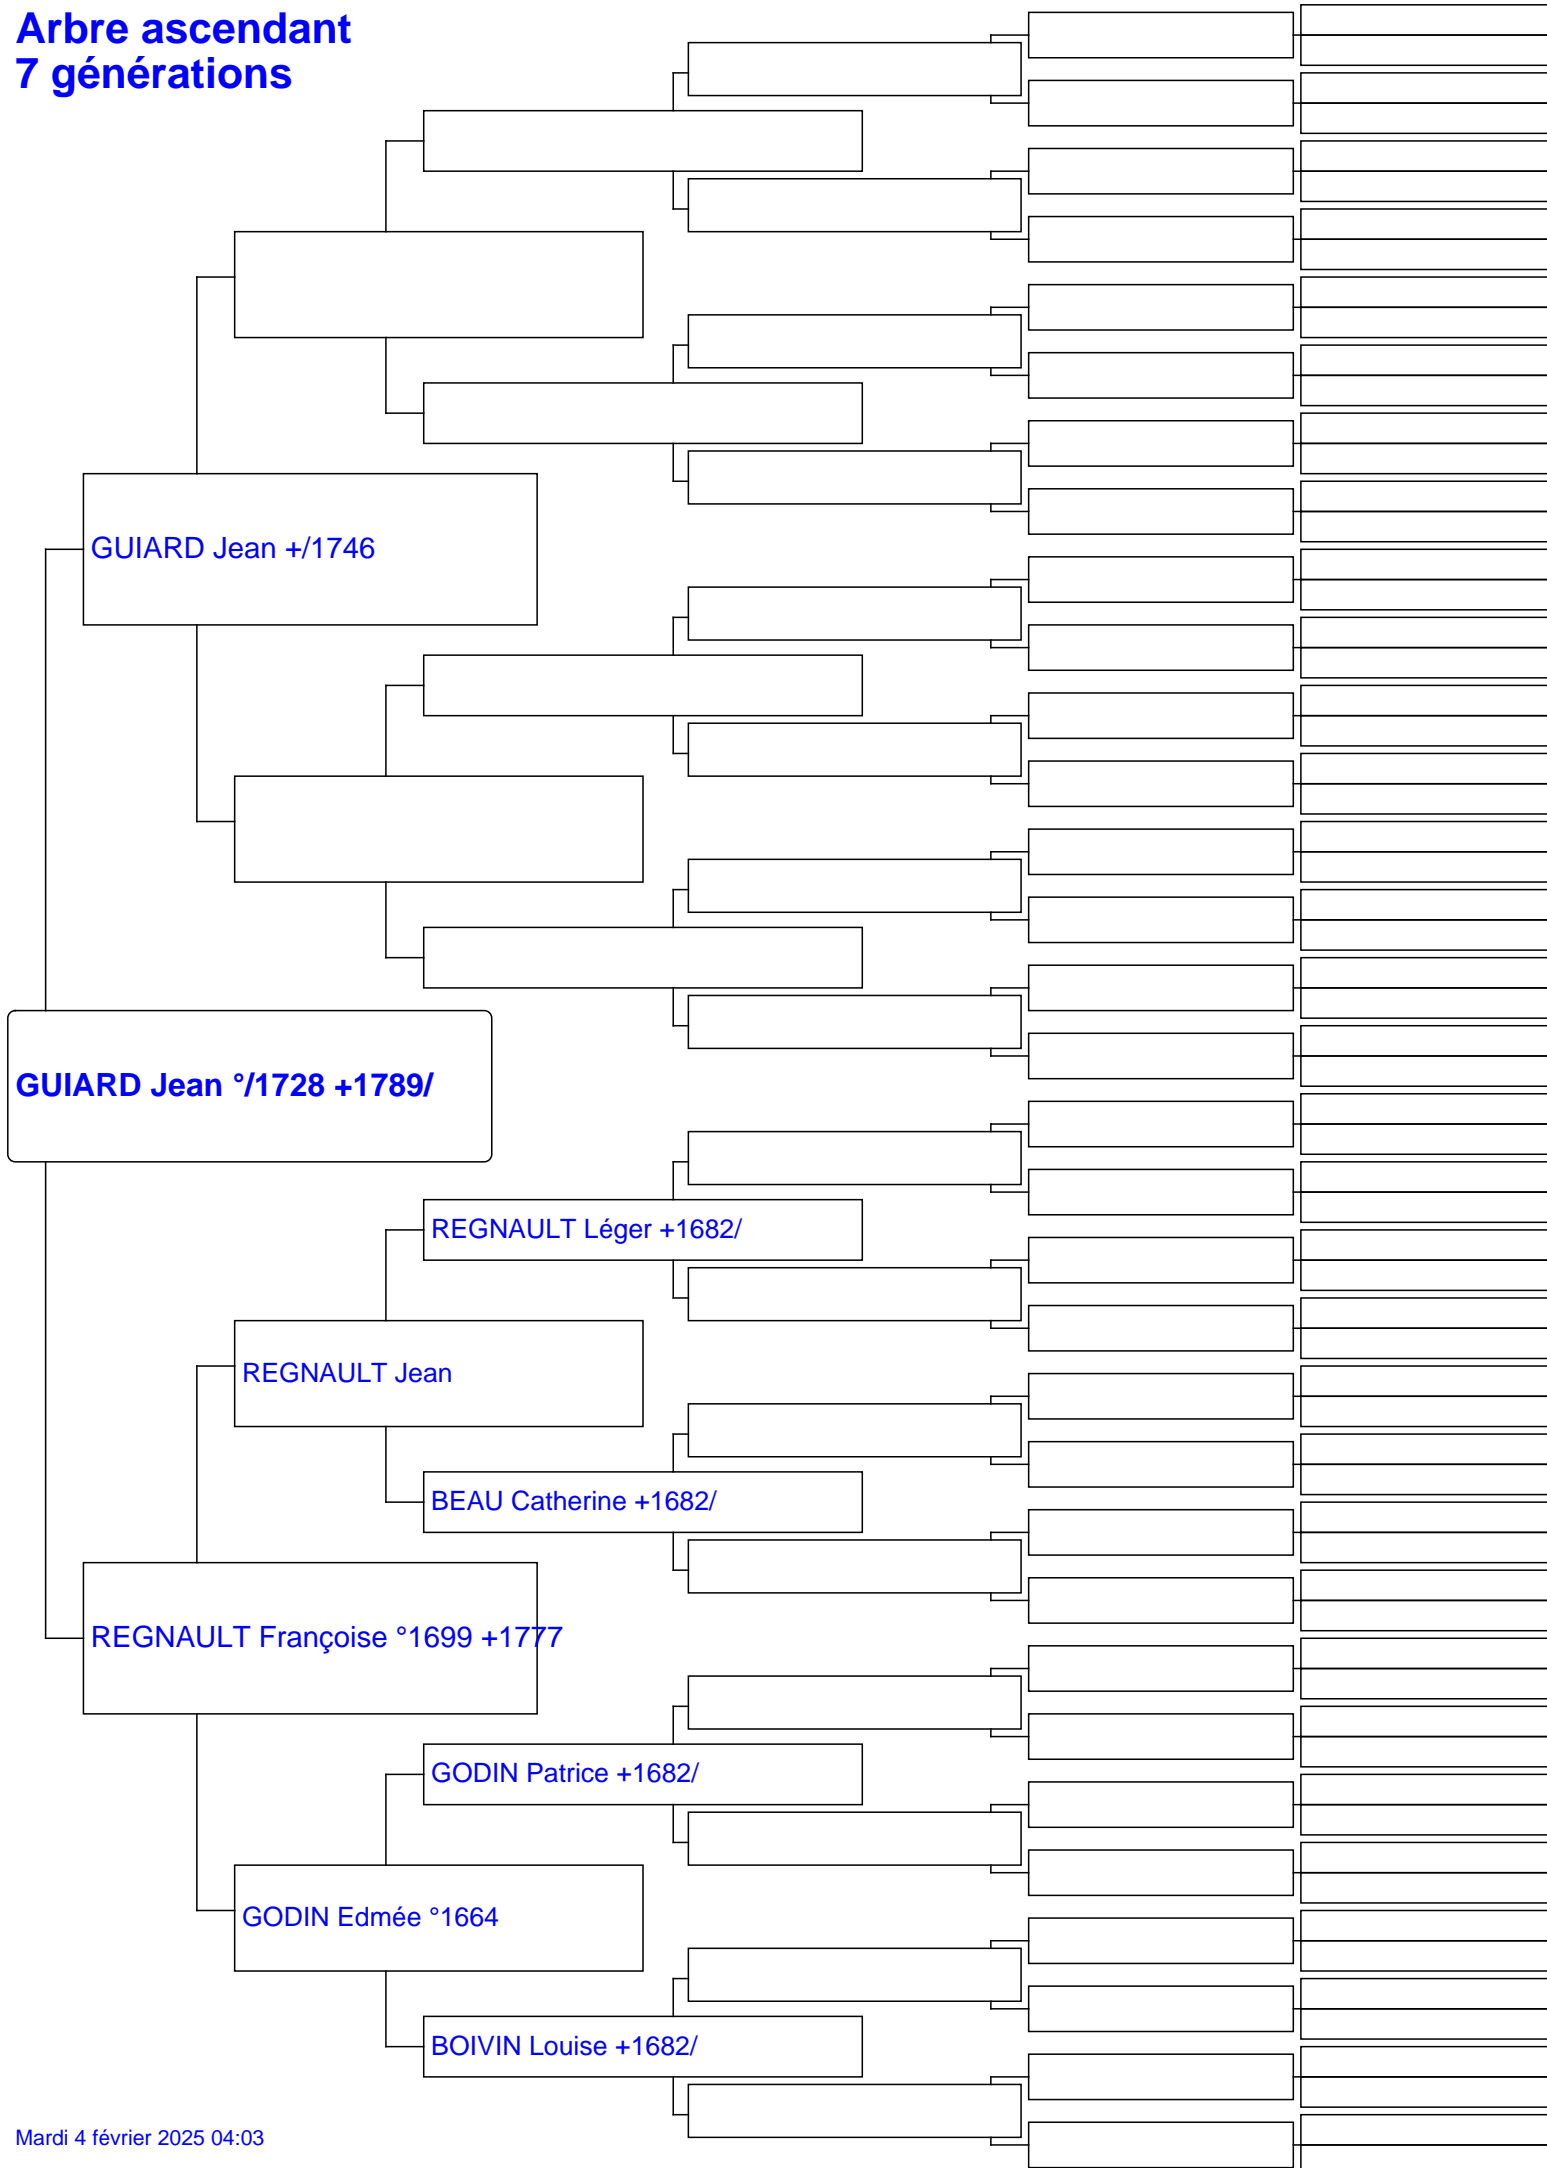 Arbre ascendant
7 générations
GUIARD Jean +/1746
GUIARD Jean °/1728 +1789/
REGNAULT Léger +1682/
REGNAULT Jean
BEAU Catherine +1682/
REGNAULT Françoise °1699 +1777
GODIN Patrice +1682/
GODIN Edmée °1664
BOIVIN Louise +1682/
Mardi 4 février 2025 04:03